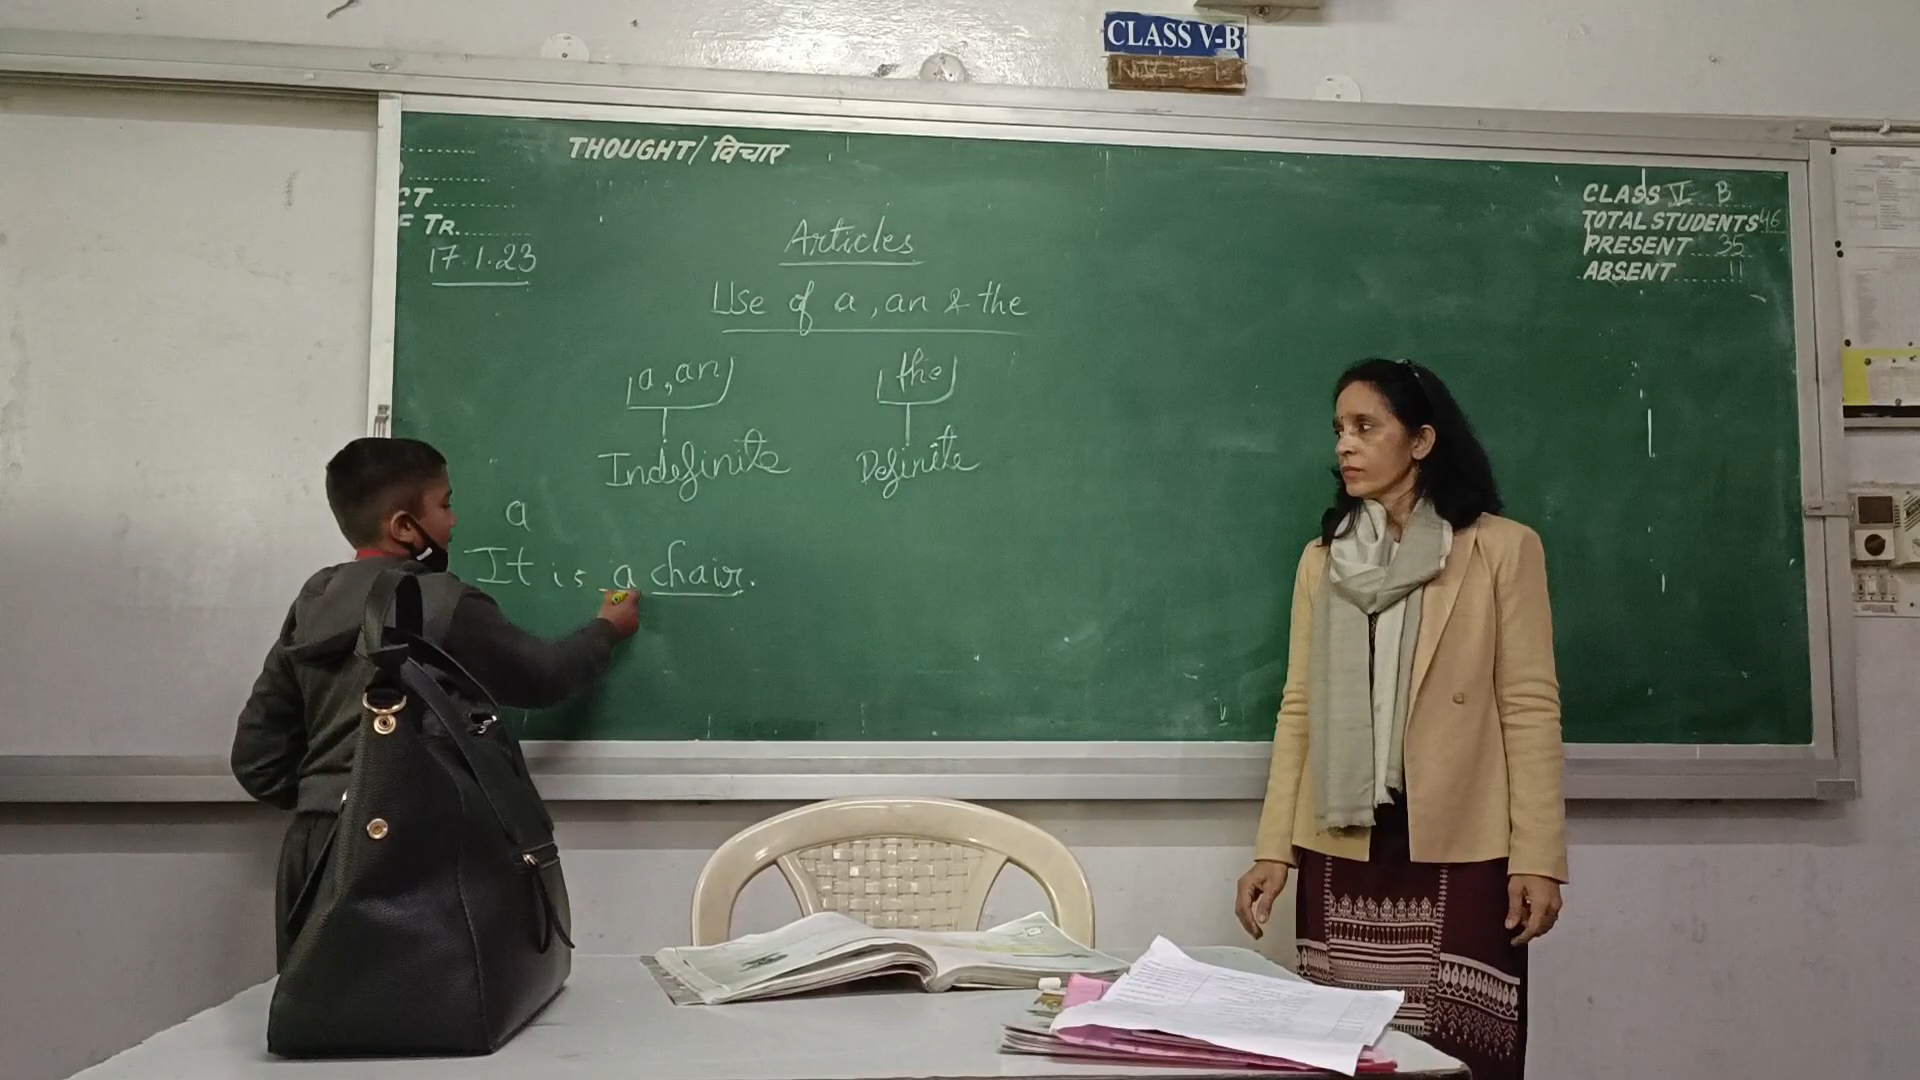 CLASS V-B
THOUGHT/ विचार
CT
E TR.
17.1.23
CLASS V B
TOTAL STUDENTS 46
PRESENT 35
ABSENT 11
Articles
Use of a, an & the
a, an
the
Indefinite
Definite
a
It is a chair.